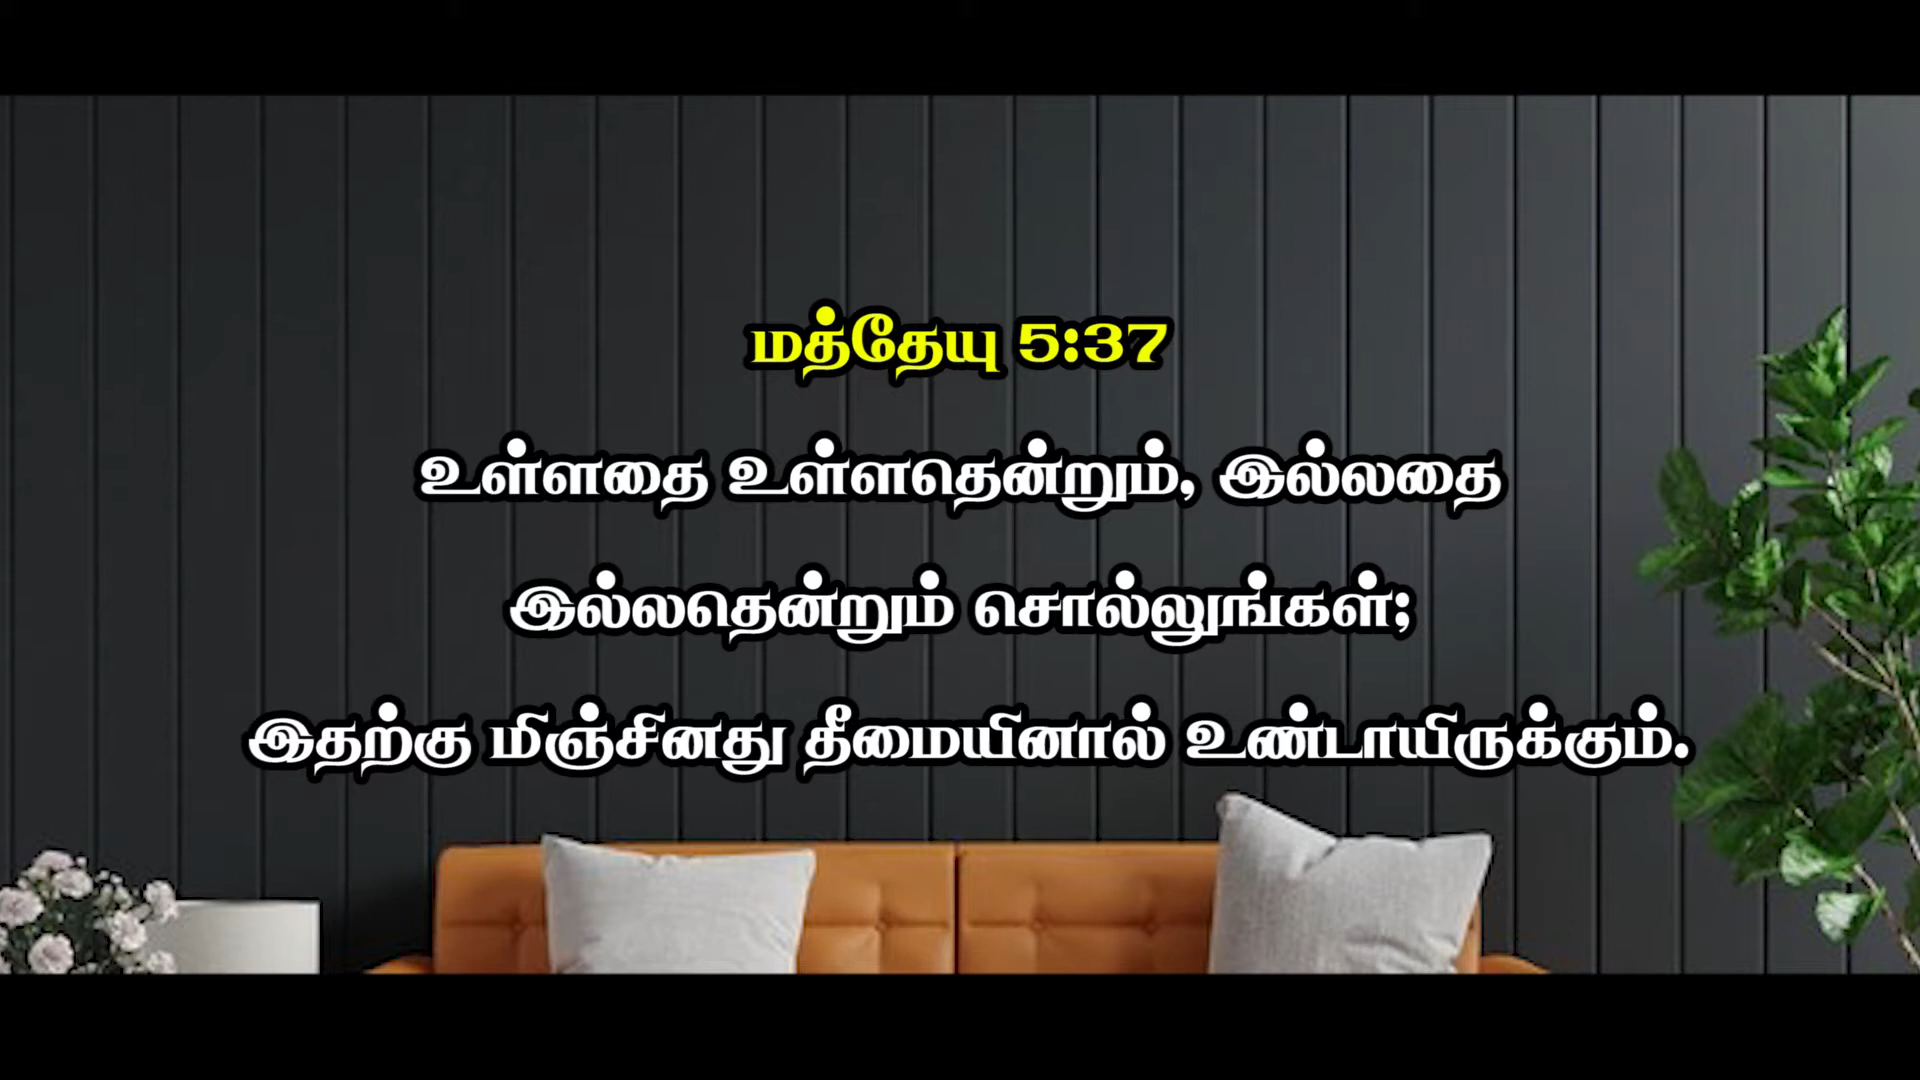 மத்தேயு 5:37
உள்ளதை உள்ளதென்றும், இல்லதை
இல்லதென்றும் சொல்லுங்கள்;
இதற்கு மிஞ்சினது தீமையினால் உண்டாயிருக்கும்.